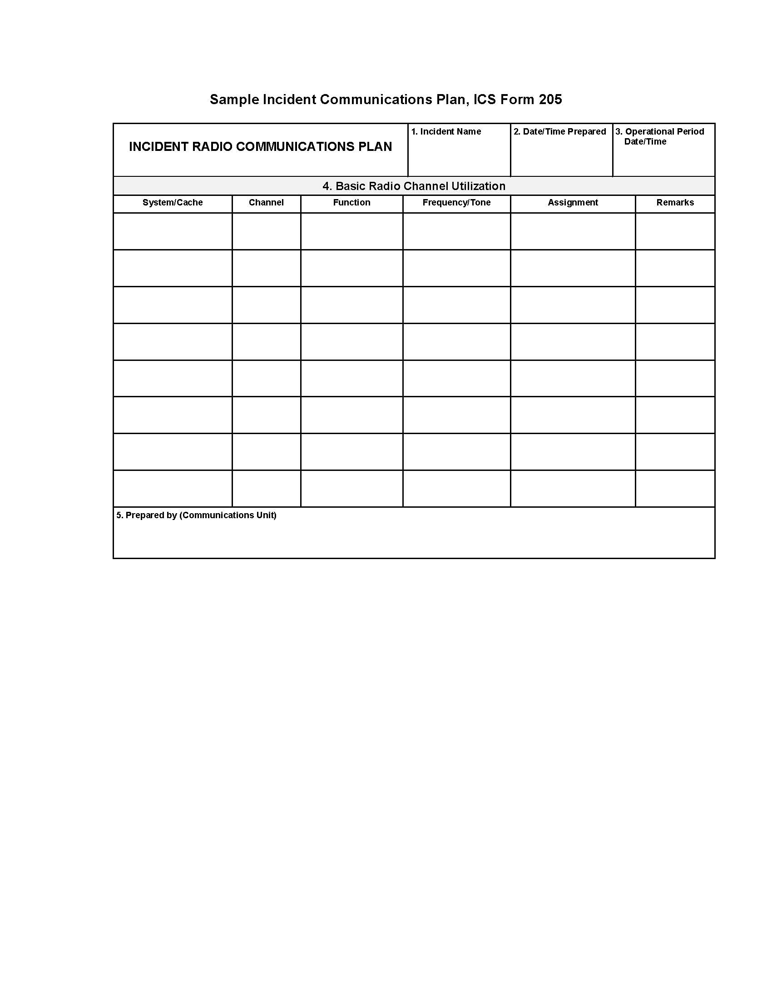 Sample Incident Communications Plan, ICS Form 205
INCIDENT RADIO COMMUNICATIONS PLAN
1. Incident Name
2. Date/Time Prepared
3. Operational Period
Date/Time
4. Basic Radio Channel Utilization
System/Cache Channel Function Frequency/Tone Assignment Remarks
5. Prepared by (Communications Unit)